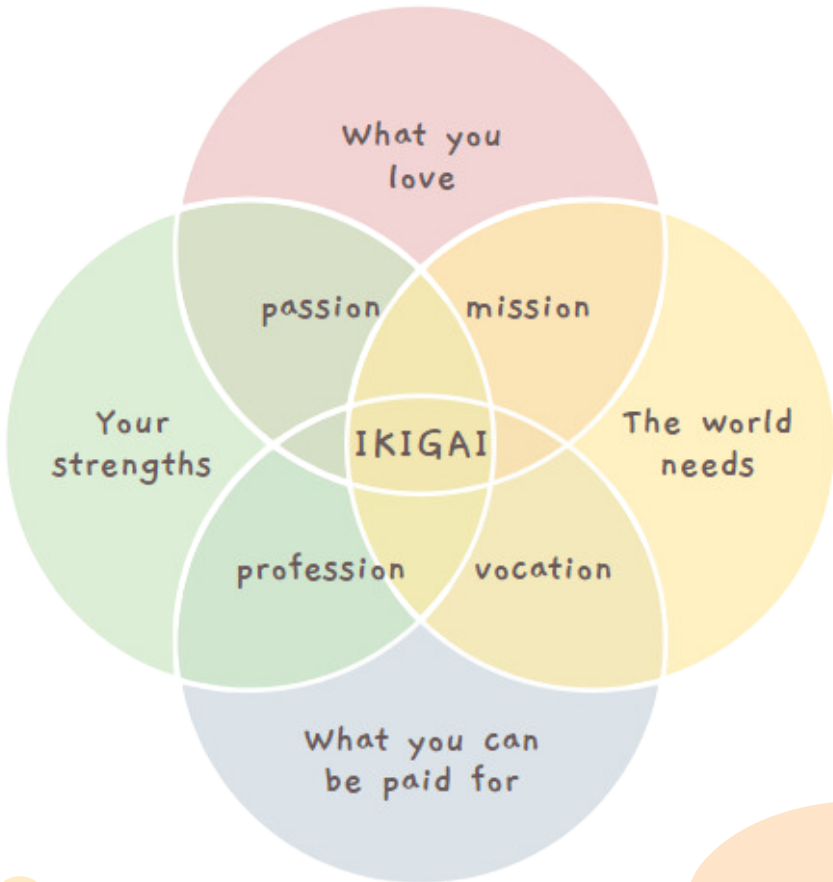 What you
love
passion
mission
Your
strengths
IKIGAI
The world
needs
profession
vocation
What you can
be paid for